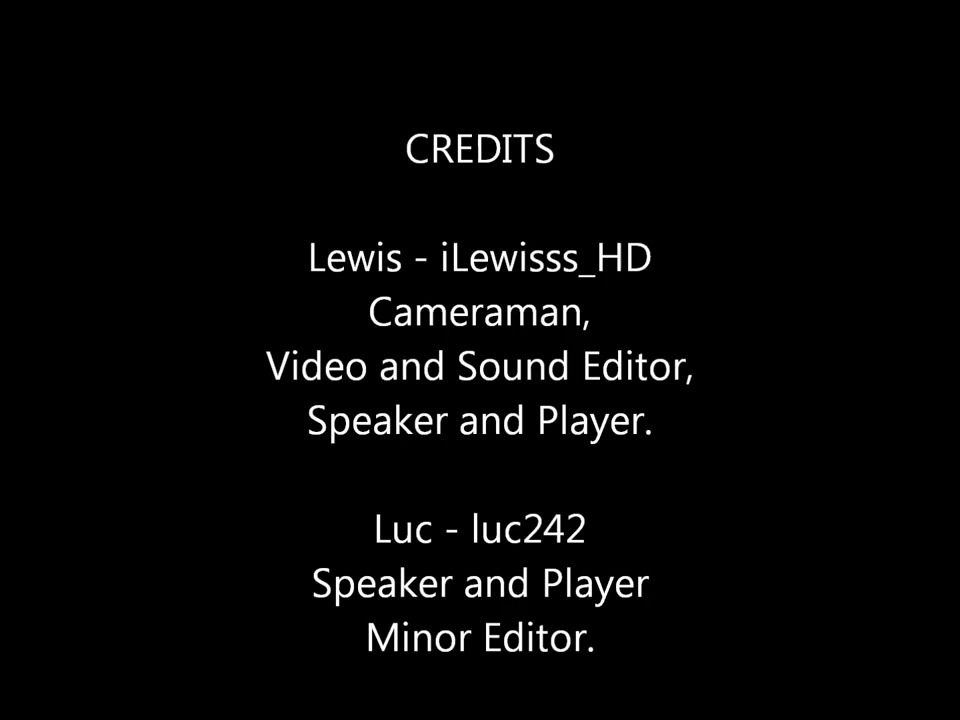 CREDITS
Lewis - iLewisss_HD
Cameraman,
Video and Sound Editor,
Speaker and Player.
Luc - luc242
Speaker and Player
Minor Editor.